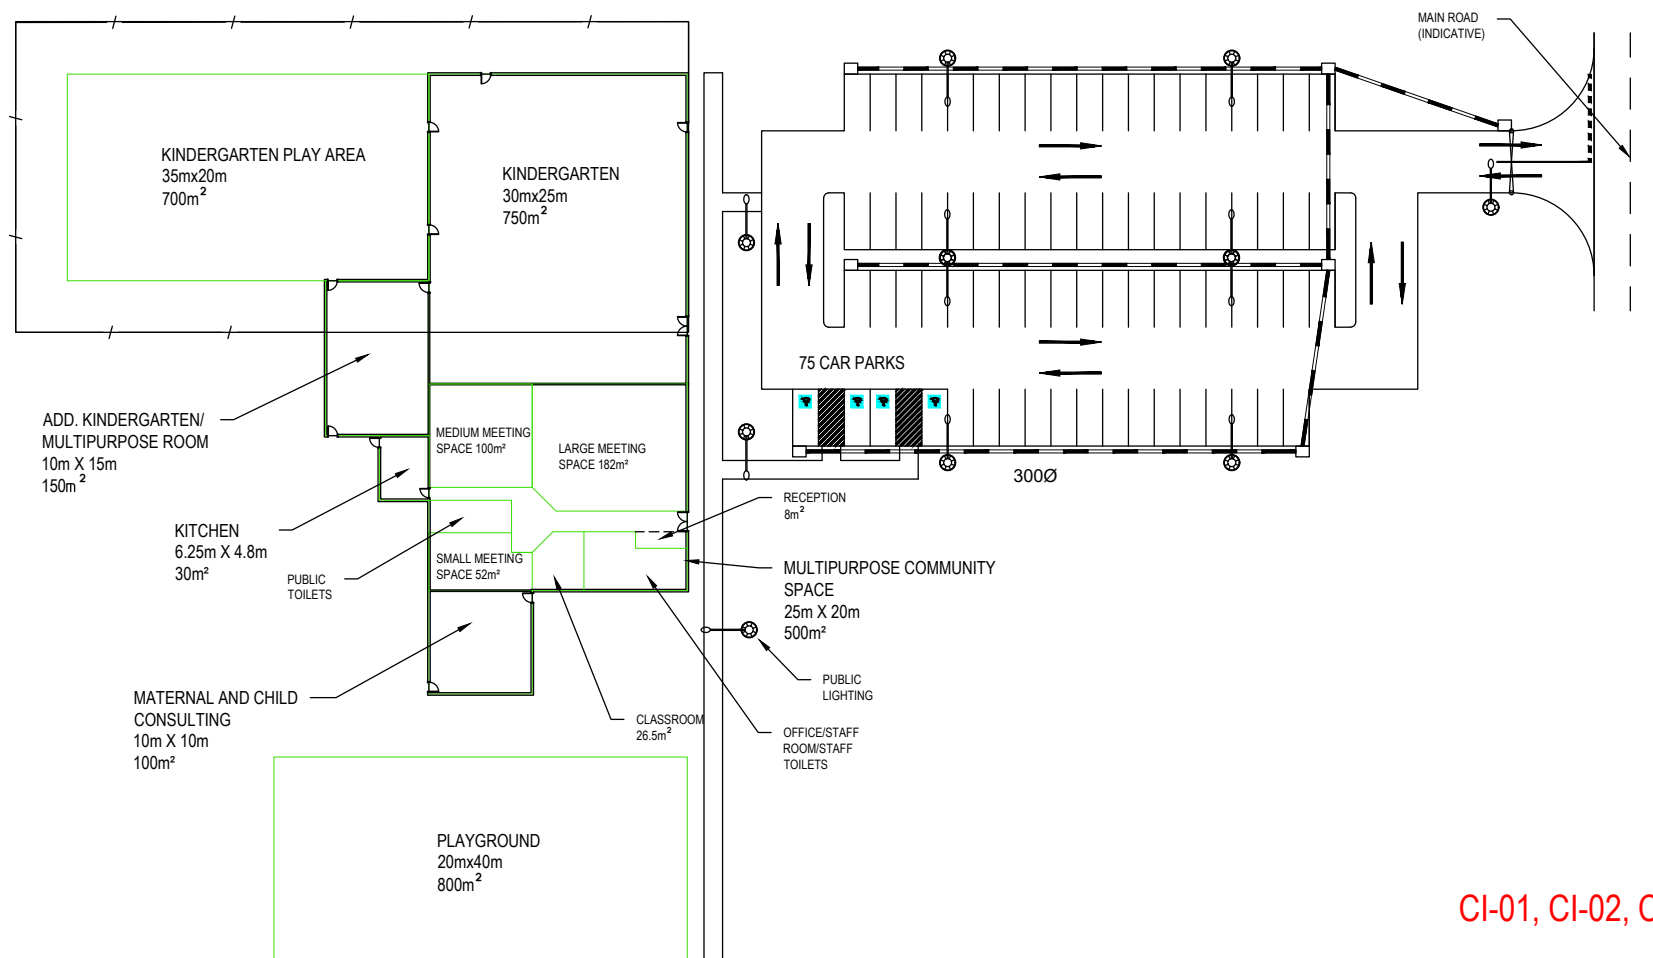 MAIN ROAD
(INDICATIVE)
KINDERGARTEN PLAY AREA
35mx20m
700m²
KINDERGARTEN
30mx25m
750m²
75 CAR PARKS
ADD. KINDERGARTEN/
MULTIPURPOSE ROOM
10m X 15m
150m²
MEDIUM MEETING
SPACE 100m²
LARGE MEETING
SPACE 182m²
300Ø
RECEPTION
8m²
KITCHEN
6.25m X 4.8m
30m²
PUBLIC
TOILETS
SMALL MEETING
SPACE 52m²
MULTIPURPOSE COMMUNITY
SPACE
25m X 20m
500m²
PUBLIC
LIGHTING
MATERNAL AND CHILD
CONSULTING
10m X 10m
100m²
CLASSROOM
26.5m²
OFFICE/STAFF
ROOM/STAFF
TOILETS
PLAYGROUND
20mx40m
800m²
CI-01, CI-02, C